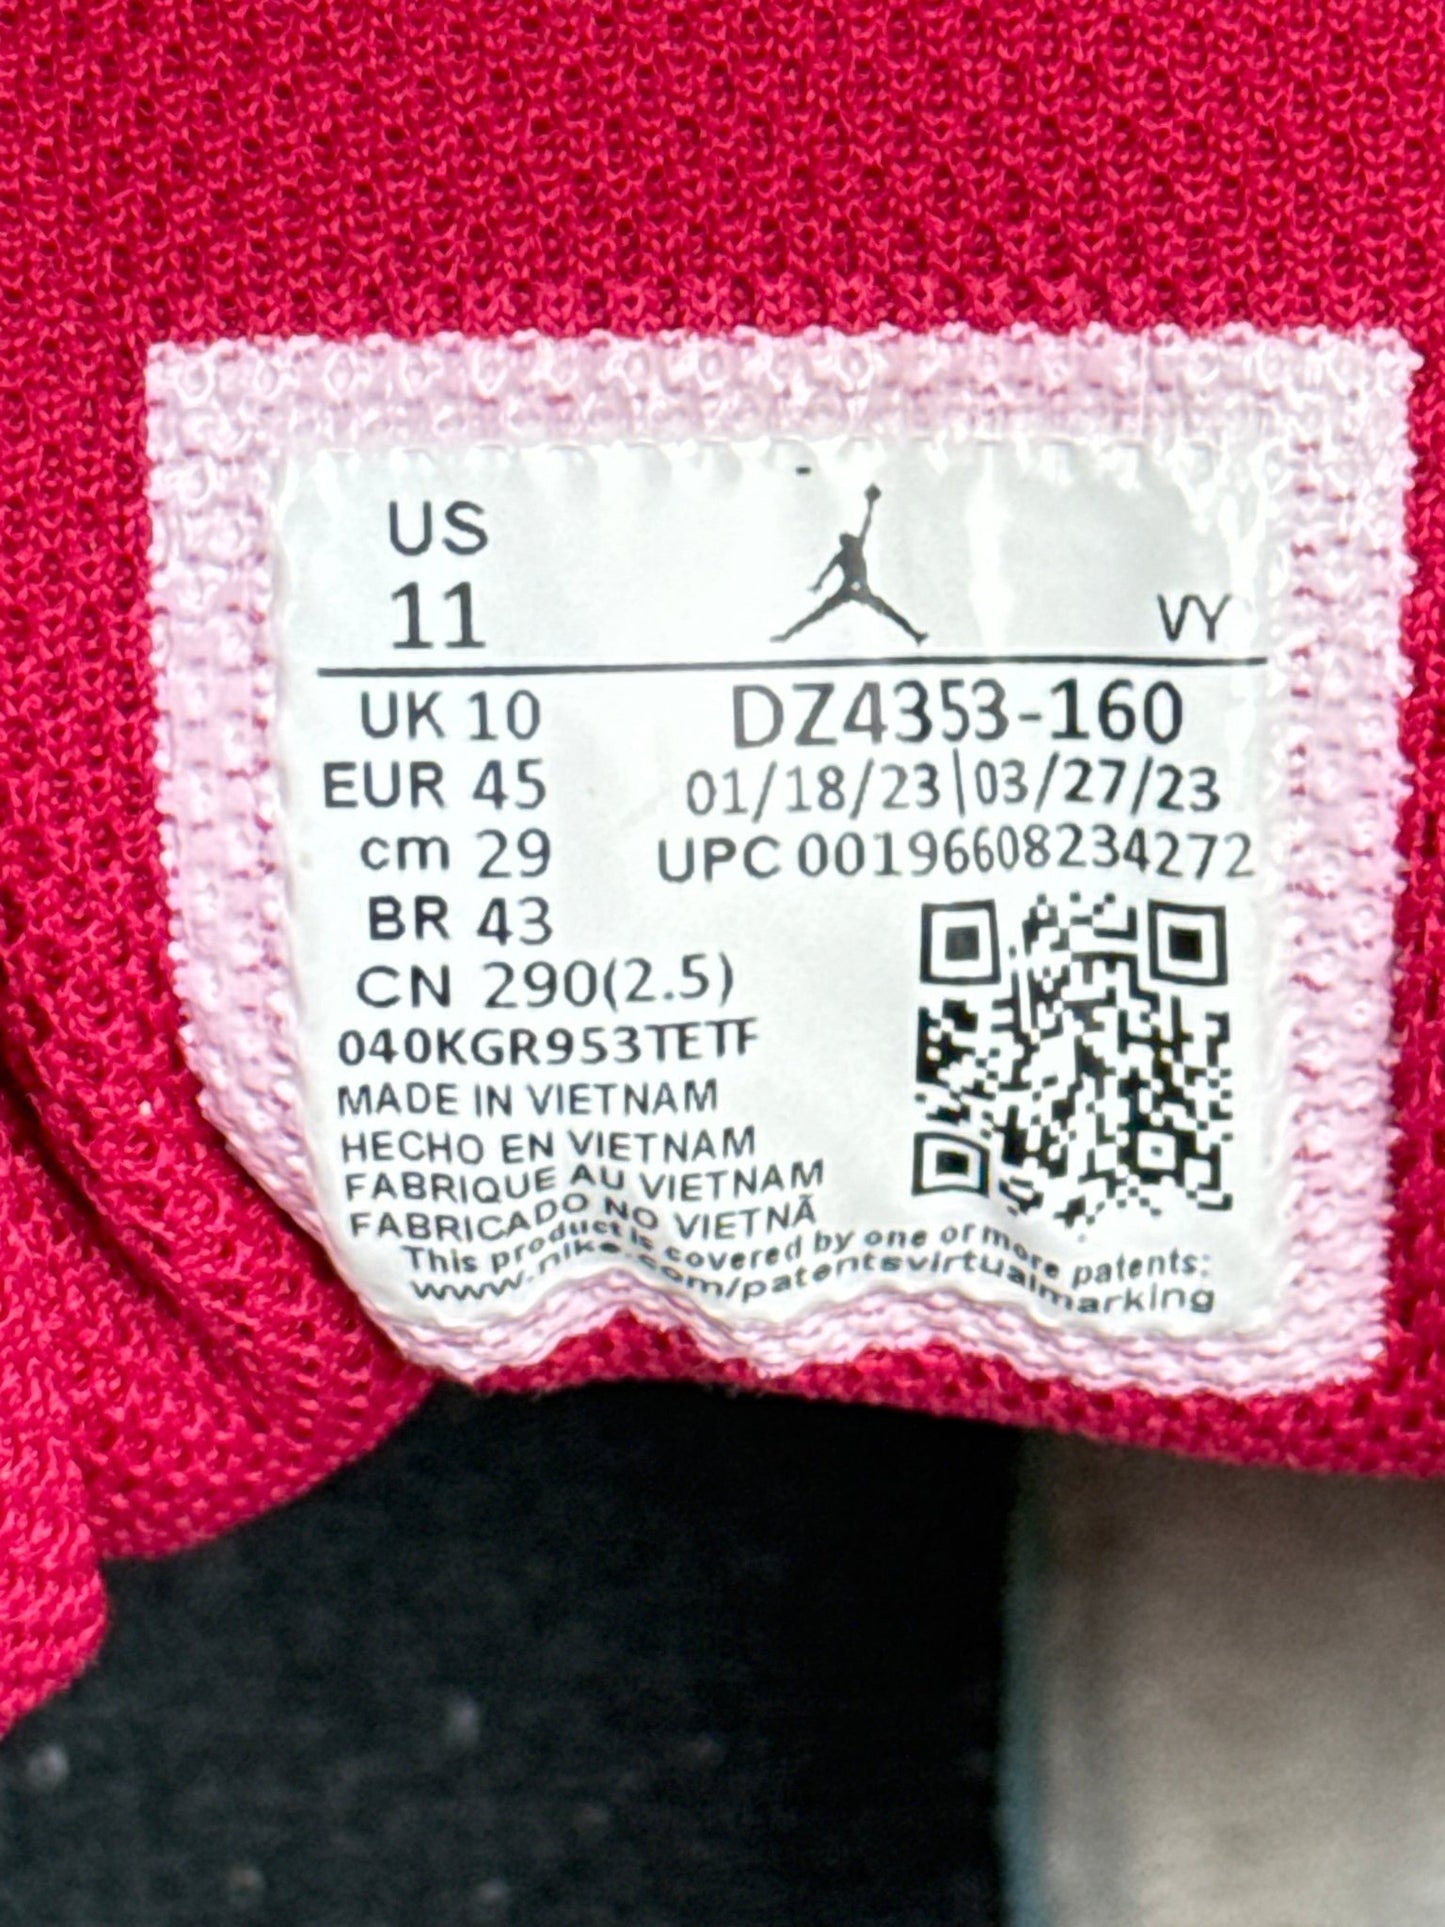 US
11
VY
UK 10
DZ4353-160
EUR 45
01/18/23|03/27/23
cm 29
UPC 00196608234272
BR 43
CN 290(2.5)
040KGR953TETF
MADE IN VIETNAM
HECHO EN VIETNAM
FABRIQUE AU VIETNAM
FABRICADO NO VIETNÃ
This product is covered by one or more patents:
www.nike.com/patentsvirtualmarking